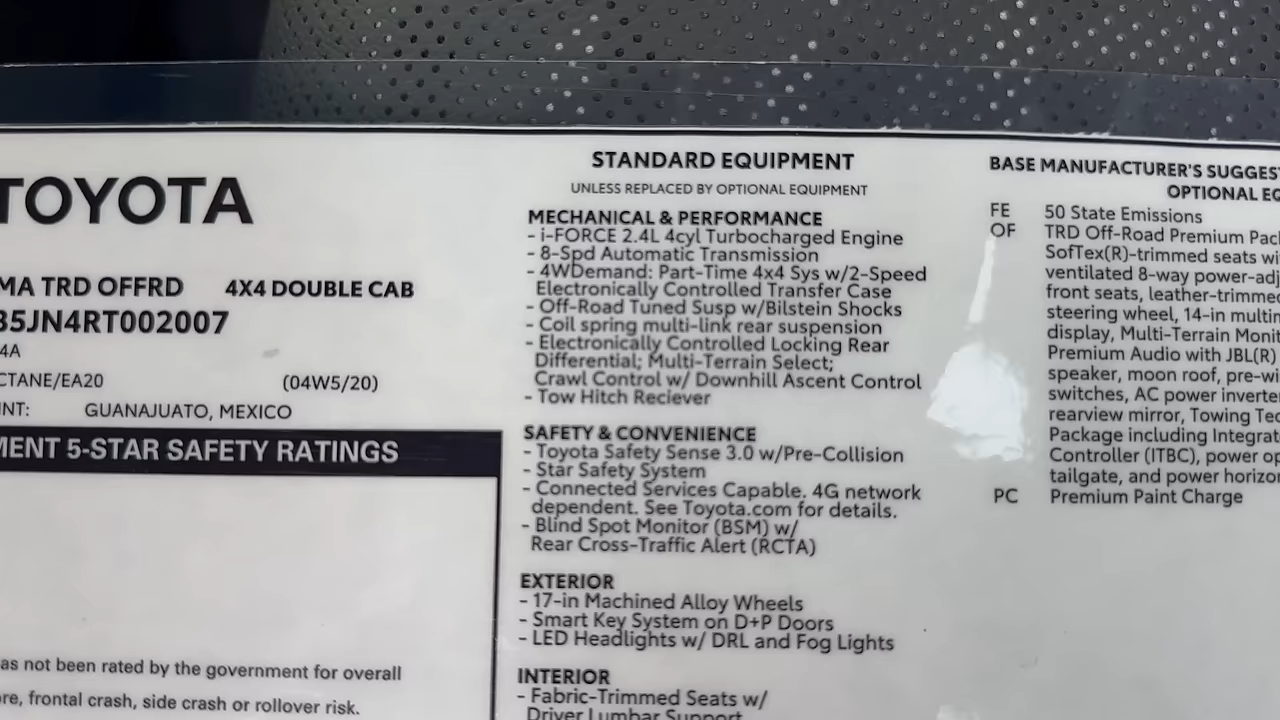 TOYOTA
MA TRD OFFRD 4X4 DOUBLE CAB
35JN4RT002007
4A
CTANE/EA20 (04W5/20)
INT: GUANAJUATO, MEXICO
MENT 5-STAR SAFETY RATINGS
as not been rated by the government for overall
re, frontal crash, side crash or rollover risk.
STANDARD EQUIPMENT
UNLESS REPLACED BY OPTIONAL EQUIPMENT
MECHANICAL & PERFORMANCE
- i-FORCE 2.4L 4cyl Turbocharged Engine
- 8-Spd Automatic Transmission
- 4WDemand: Part-Time 4x4 Sys w/2-Speed
Electronically Controlled Transfer Case
- Off-Road Tuned Susp w/Bilstein Shocks
- Coil spring multi-link rear suspension
- Electronically Controlled Locking Rear
Differential; Multi-Terrain Select;
Crawl Control w/ Downhill Ascent Control
- Tow Hitch Reciever
SAFETY & CONVENIENCE
- Toyota Safety Sense 3.0 w/Pre-Collision
- Star Safety System
- Connected Services Capable. 4G network
dependent. See Toyota.com for details.
- Blind Spot Monitor (BSM) w/
Rear Cross-Traffic Alert (RCTA)
EXTERIOR
- 17-in Machined Alloy Wheels
- Smart Key System on D+P Doors
- LED Headlights w/ DRL and Fog Lights
INTERIOR
- Fabric-Trimmed Seats w/
Driver Lumbar Support
BASE MANUFACTURER'S SUGGEST
OPTIONAL EQ
FE 50 State Emissions
OF TRD Off-Road Premium Pac
SofTex(R)-trimmed seats wi
ventilated 8-way power-adj
front seats, leather-trimmed
steering wheel, 14-in multin
display, Multi-Terrain Monit
Premium Audio with JBL(R)
speaker, moon roof, pre-wi
switches, AC power inverte
rearview mirror, Towing Tec
Package including Integrat
Controller (ITBC), power op
tailgate, and power horizon
PC Premium Paint Charge